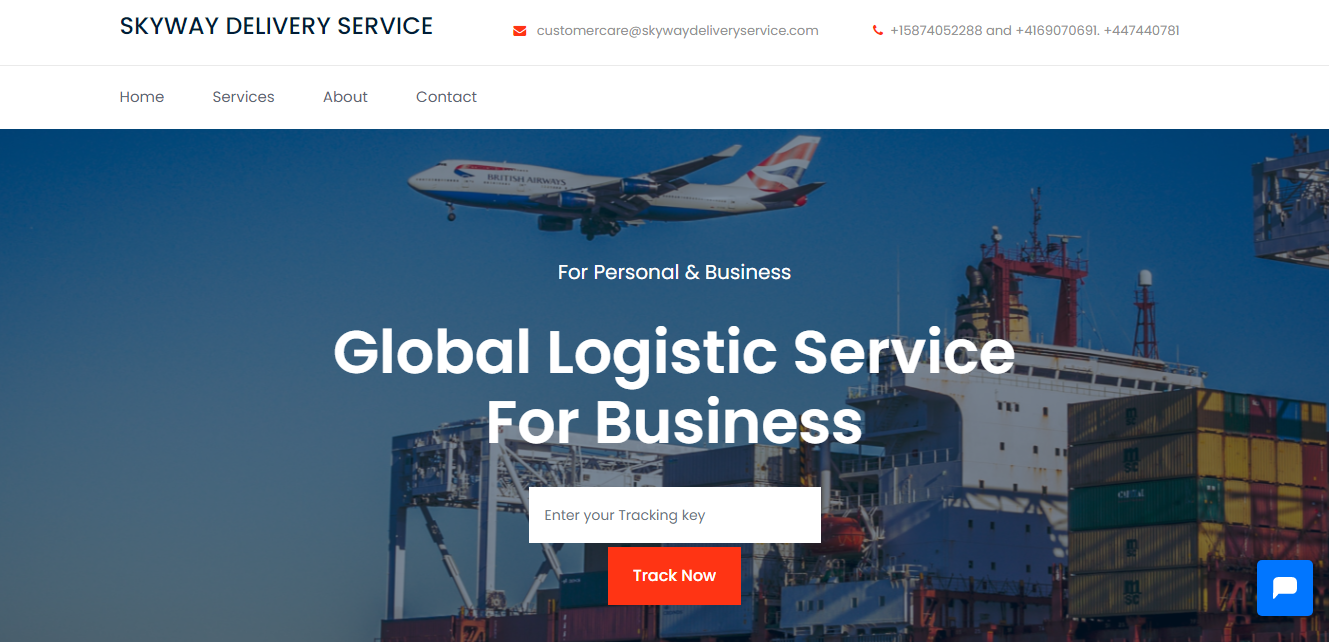 SKYWAY DELIVERY SERVICE
customercare@skywaydeliveryservice.com
+15874052288 and +4169070691. +447440781
Home Services About Contact
BRITISH AIRWAYS
For Personal & Business
Global Logistic Service
For Business
Enter your Tracking key
Track Now